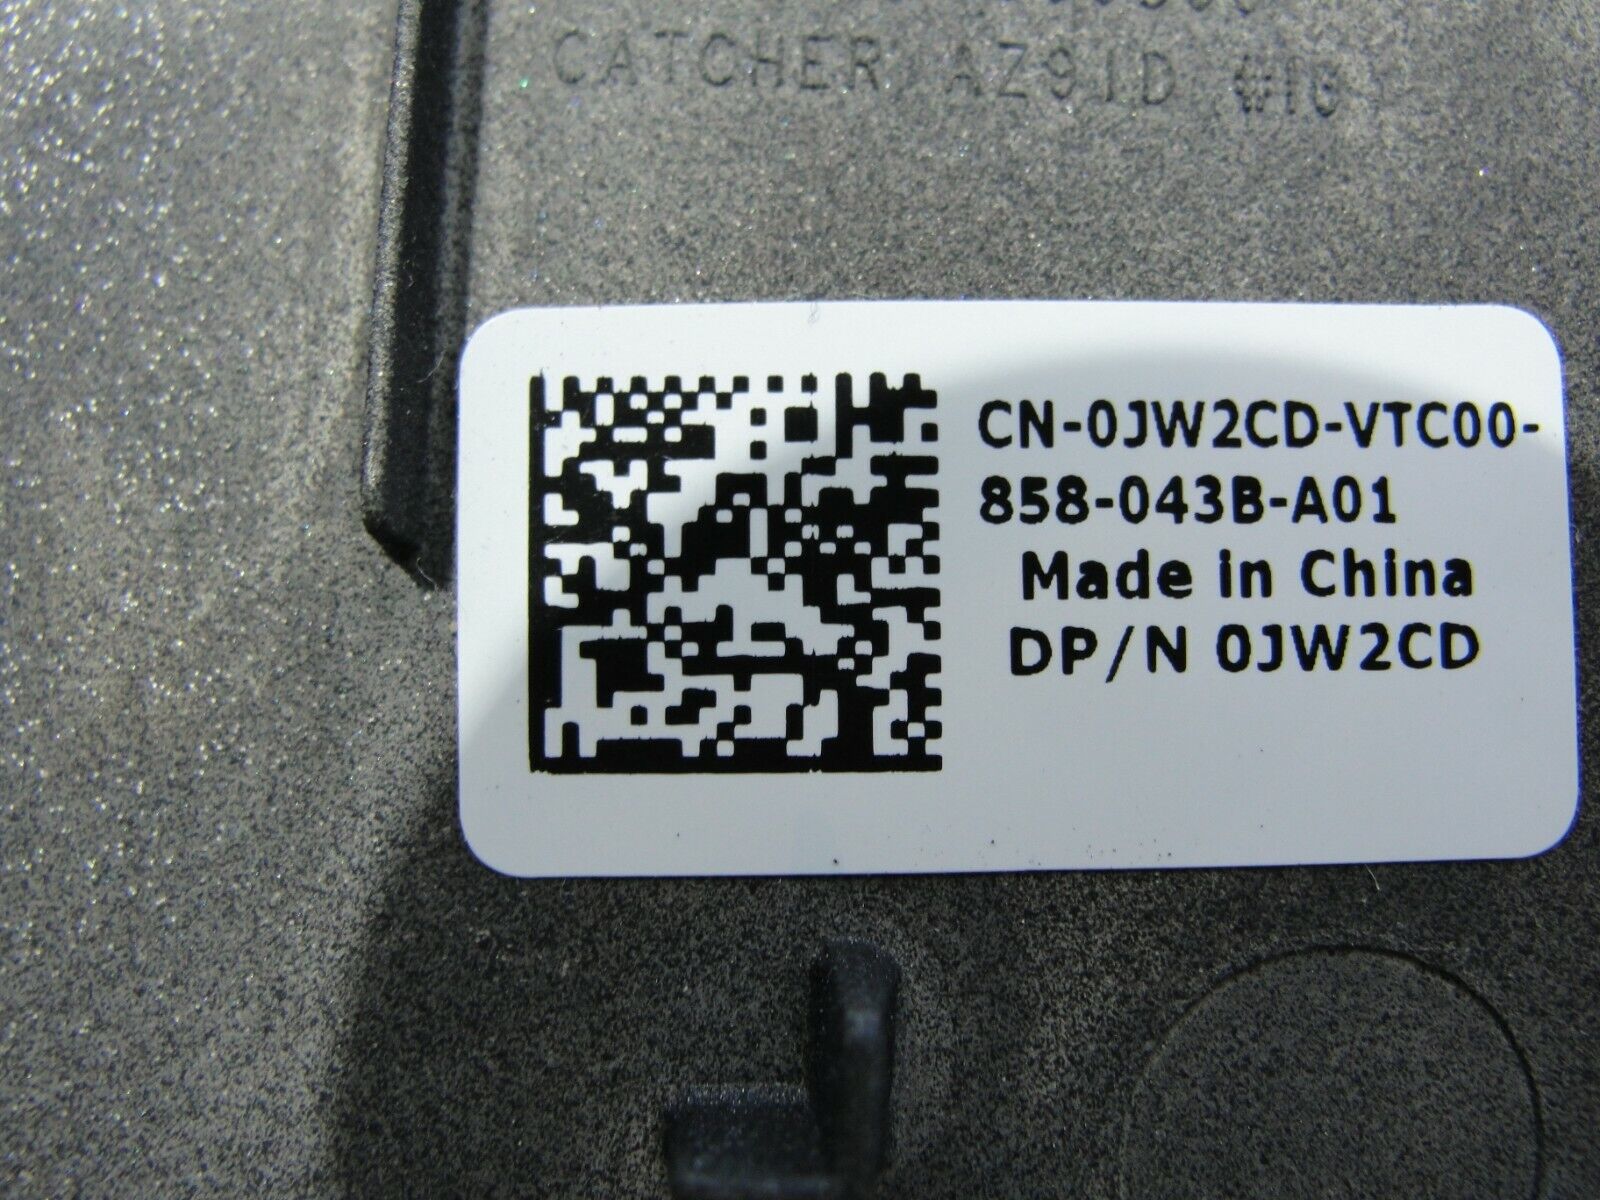 CATCHER AZ91D
CN-0JW2CD-VTC00-
858-043B-A01
Made in China
DP/N 0JW2CD